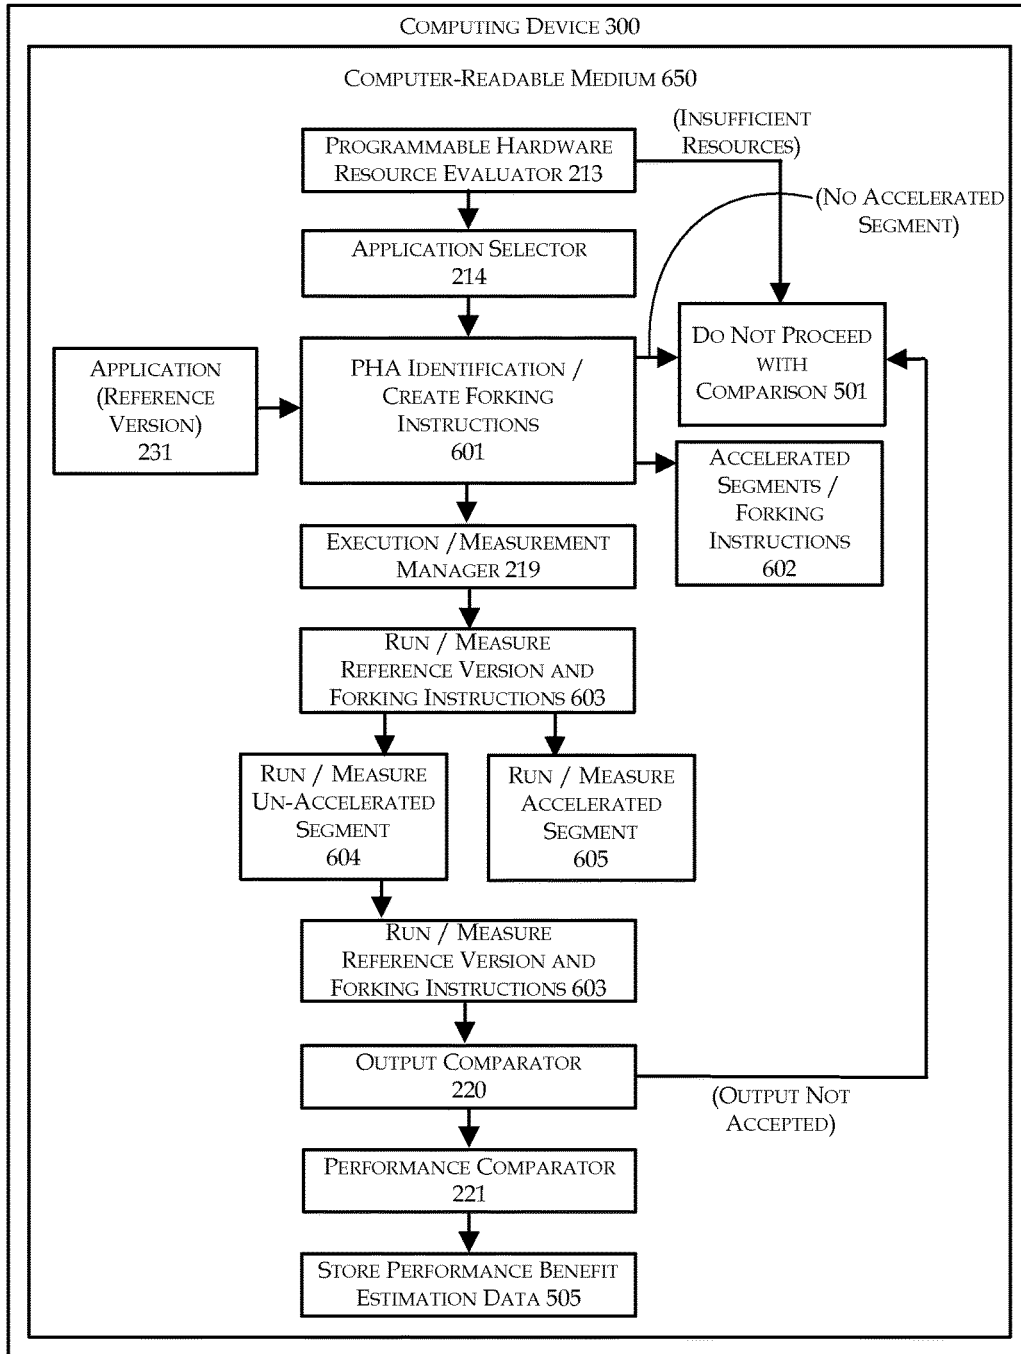 COMPUTING DEVICE 300
COMPUTER-READABLE MEDIUM 650
PROGRAMMABLE HARDWARE
RESOURCE EVALUATOR 213
(INSUFFICIENT
RESOURCES)
(NO ACCELERATED
SEGMENT)
APPLICATION SELECTOR
214
APPLICATION
(REFERENCE
VERSION)
231
PHA IDENTIFICATION /
CREATE FORKING
INSTRUCTIONS
601
DO NOT PROCEED
WITH
COMPARISON 501
ACCELERATED
SEGMENTS /
FORKING
INSTRUCTIONS
602
EXECUTION /MEASUREMENT
MANAGER 219
RUN / MEASURE
REFERENCE VERSION AND
FORKING INSTRUCTIONS 603
RUN / MEASURE
UN-ACCELERATED
SEGMENT
604
RUN / MEASURE
ACCELERATED
SEGMENT
605
RUN / MEASURE
REFERENCE VERSION AND
FORKING INSTRUCTIONS 603
OUTPUT COMPARATOR
220
(OUTPUT NOT
ACCEPTED)
PERFORMANCE COMPARATOR
221
STORE PERFORMANCE BENEFIT
ESTIMATION DATA 505